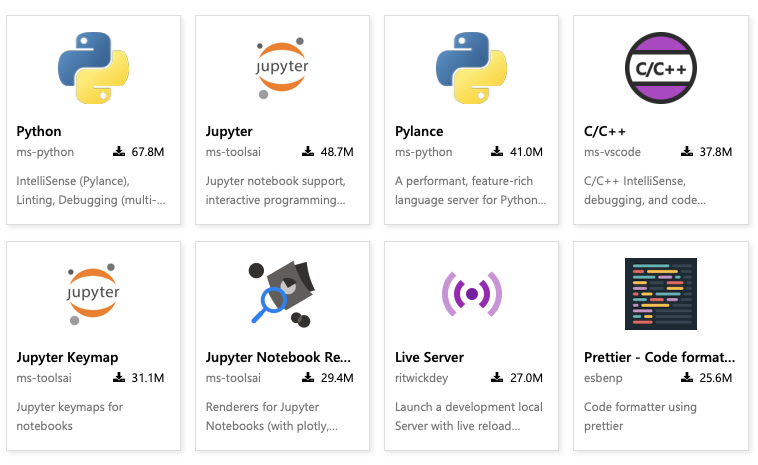 jupyter
C/C++
Python
ms-python 67.8M
IntelliSense (Pylance),
Linting, Debugging (multi-...
Jupyter
ms-toolsai 48.7M
Jupyter notebook support,
interactive programming...
Pylance
ms-python 41.0M
A performant, feature-rich
language server for Python...
C/C++
ms-vscode 37.8M
C/C++ IntelliSense,
debugging, and code...
jupyter
Jupyter Keymap
ms-toolsai 31.1M
Jupyter keymaps for
notebooks
Jupyter Notebook Re...
ms-toolsai 29.4M
Renderers for Jupyter
Notebooks (with plotly,...
Live Server
ritwickdey 27.0M
Launch a development local
Server with live reload...
Prettier - Code format...
esbenp 25.6M
Code formatter using
prettier